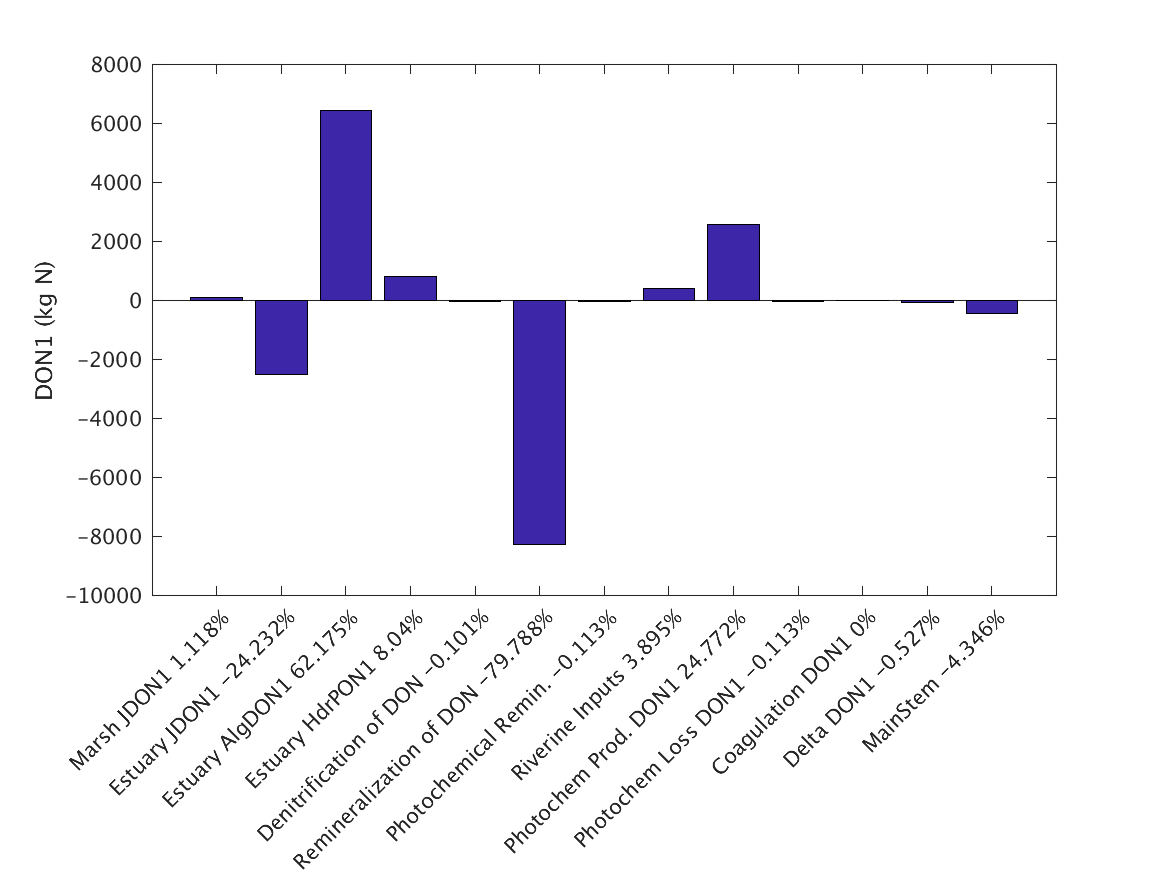 8000
6000
4000
2000
0
–2000
–4000
–6000
–8000
–10000
DON1 (kg N)
Marsh JDON1 1.118%
Estuary JDON1 –24.232%
Estuary AlgDON1 62.175%
Estuary HdrPON1 8.04%
Denitrification of DON –0.101%
Remineralization of DON –79.788%
Photochemical Remin. –0.113%
Riverine Inputs 3.895%
Photochem Prod. DON1 24.772%
Photochem Loss DON1 –0.113%
Coagulation DON1 0%
Delta DON1 –0.527%
MainStem –4.346%